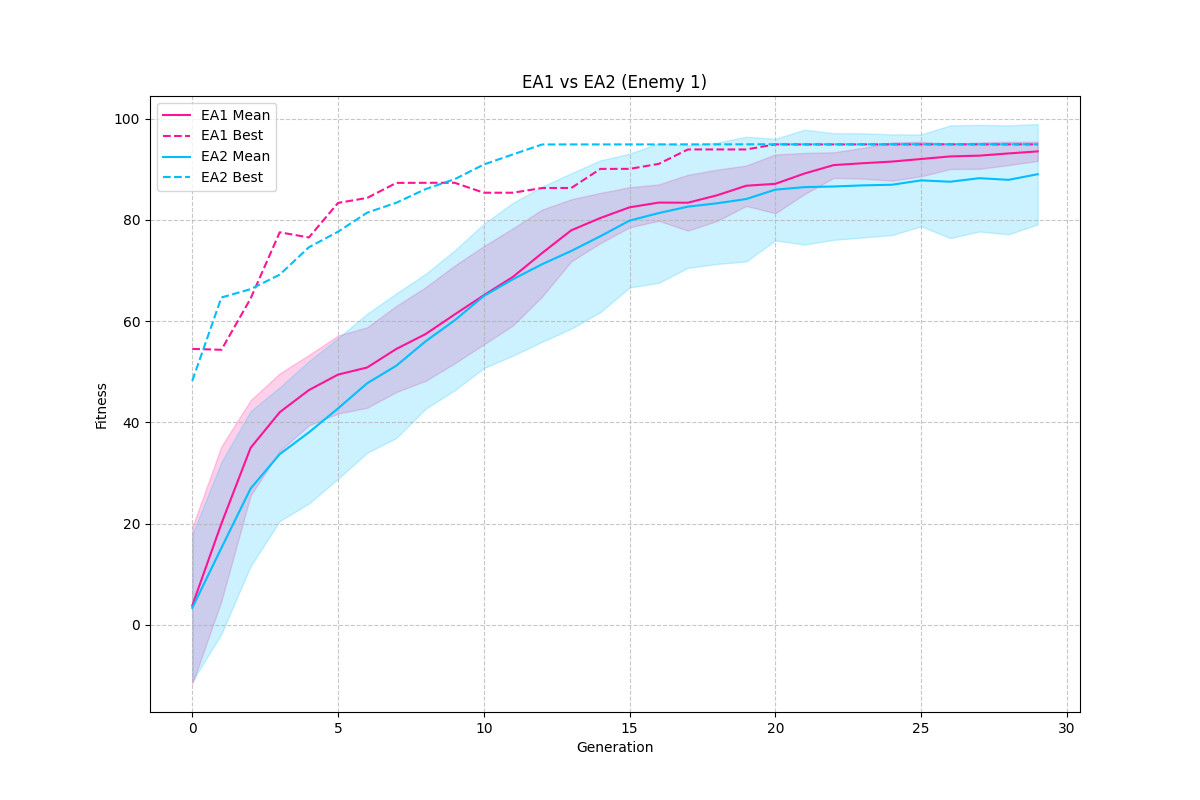 EA1 vs EA2 (Enemy 1)
EA1 Mean
EA1 Best
EA2 Mean
EA2 Best
100
80
60
40
20
0
Fitness
0 5 10 15 20 25 30
Generation